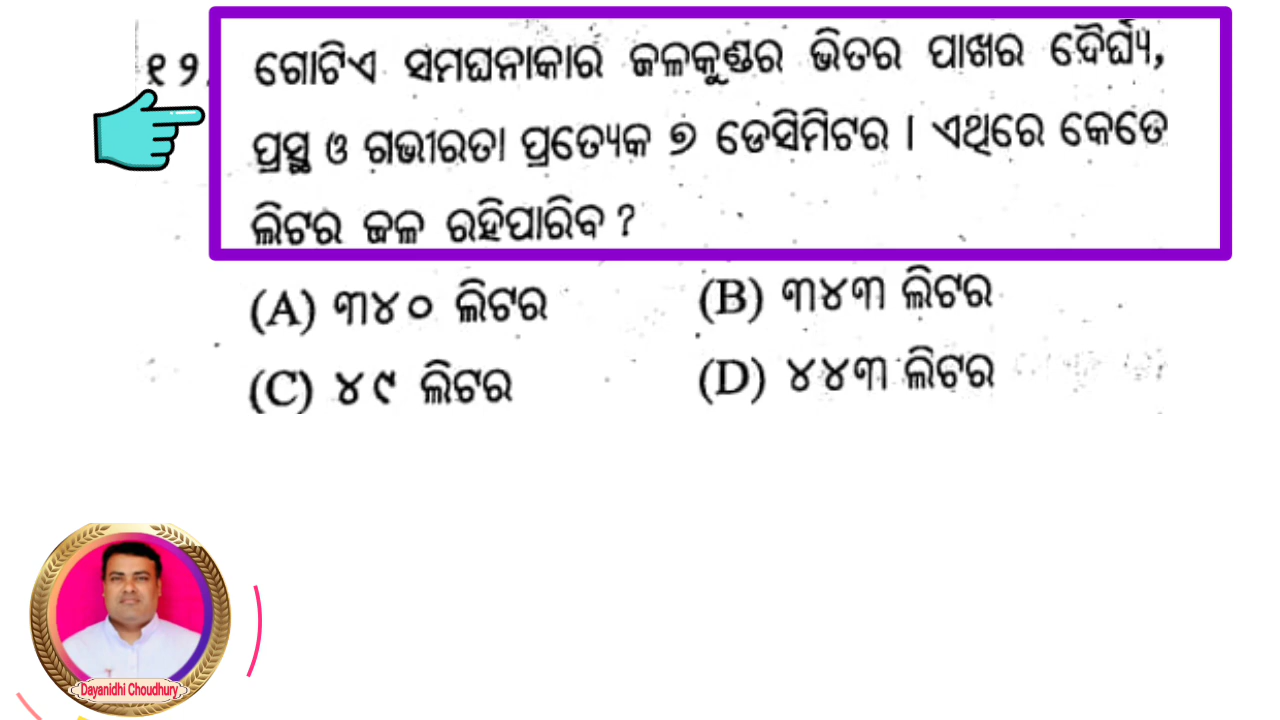 ୧୨. ଗୋଟିଏ ସମଘନାକାର ଜଳକୁଣ୍ଡର ଭିତର ପାଖର ଦୈର୍ଘ୍ୟ,
ପ୍ରସ୍ଥ ଓ ଗଭୀରତା ପ୍ରତ୍ୟେକ ୭ ଡେସିମିଟର । ଏଥିରେ କେତେ
ଲିଟର ଜଳ ରହିପାରିବ ?
(A) ୩୪୦ ଲିଟର (B) ୩୪୩ ଲିଟର
(C) ୪୯ ଲିଟର (D) ୪୪୩ ଲିଟର
Dayanidhi Choudhury